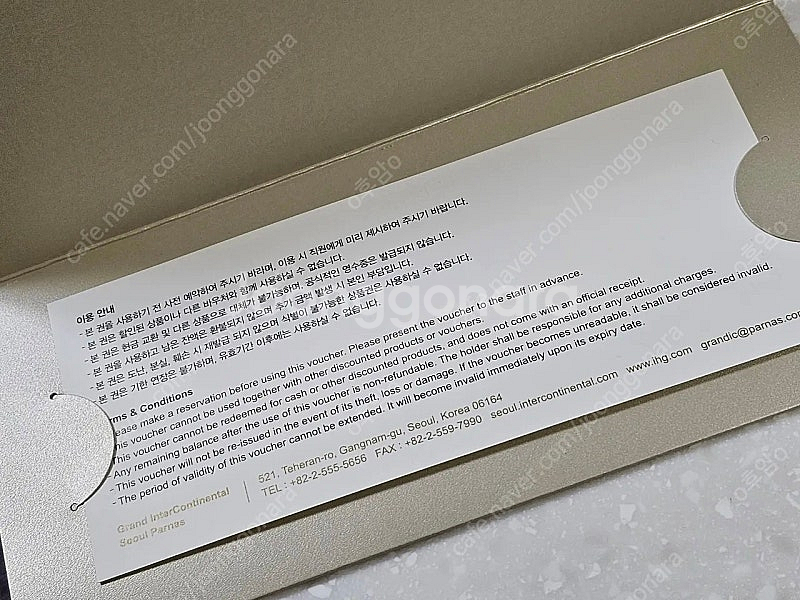 이용 안내
- 본 권을 사용하기 전 사전 예약하여 주시기 바라며, 이용 시 직원에게 미리 제시하여 주시기 바랍니다.
- 본 권은 할인된 상품이나 다른 바우처와 함께 사용하실 수 없습니다.
- 본 권은 현금 교환 및 다른 상품으로 대체가 불가능하며, 공식적인 영수증은 발급되지 않습니다.
- 본 권을 사용하고 남은 잔액은 환불되지 않으며 추가 금액 발생 시 본인 부담입니다.
- 본 권은 도난, 분실, 훼손 시 재발급 되지 않으며 식별이 불가능한 상품권은 사용하실 수 없습니다.
- 본 권은 기한 연장은 불가하며, 유효기간 이후에는 사용하실 수 없습니다.
ms & Conditions
ease make a reservation before using this voucher. Please present the voucher to the staff in advance.
his voucher cannot be used together with other discounted products or vouchers.
This voucher cannot be redeemed for cash or other discounted products, and does not come with an official receipt.
Any remaining balance after the use of this voucher is non-refundable. The holder shall be responsible for any additional charges.
- This voucher will not be re-issued in the event of its theft, loss or damage. If the voucher becomes unreadable, it shall be considered invalid.
- The period of validity of this voucher cannot be extended. It will become invalid immediately upon its expiry date.
Grand InterContinental
Seoul Parnas
521, Teheran-ro, Gangnam-gu, Seoul, Korea 06164
TEL : +82-2-555-5656 FAX : +82-2-559-7990 seoul.intercontinental.com www.ihg.com grandic@parnas.co
cafe.naver.com/joonggonara
joonggonara